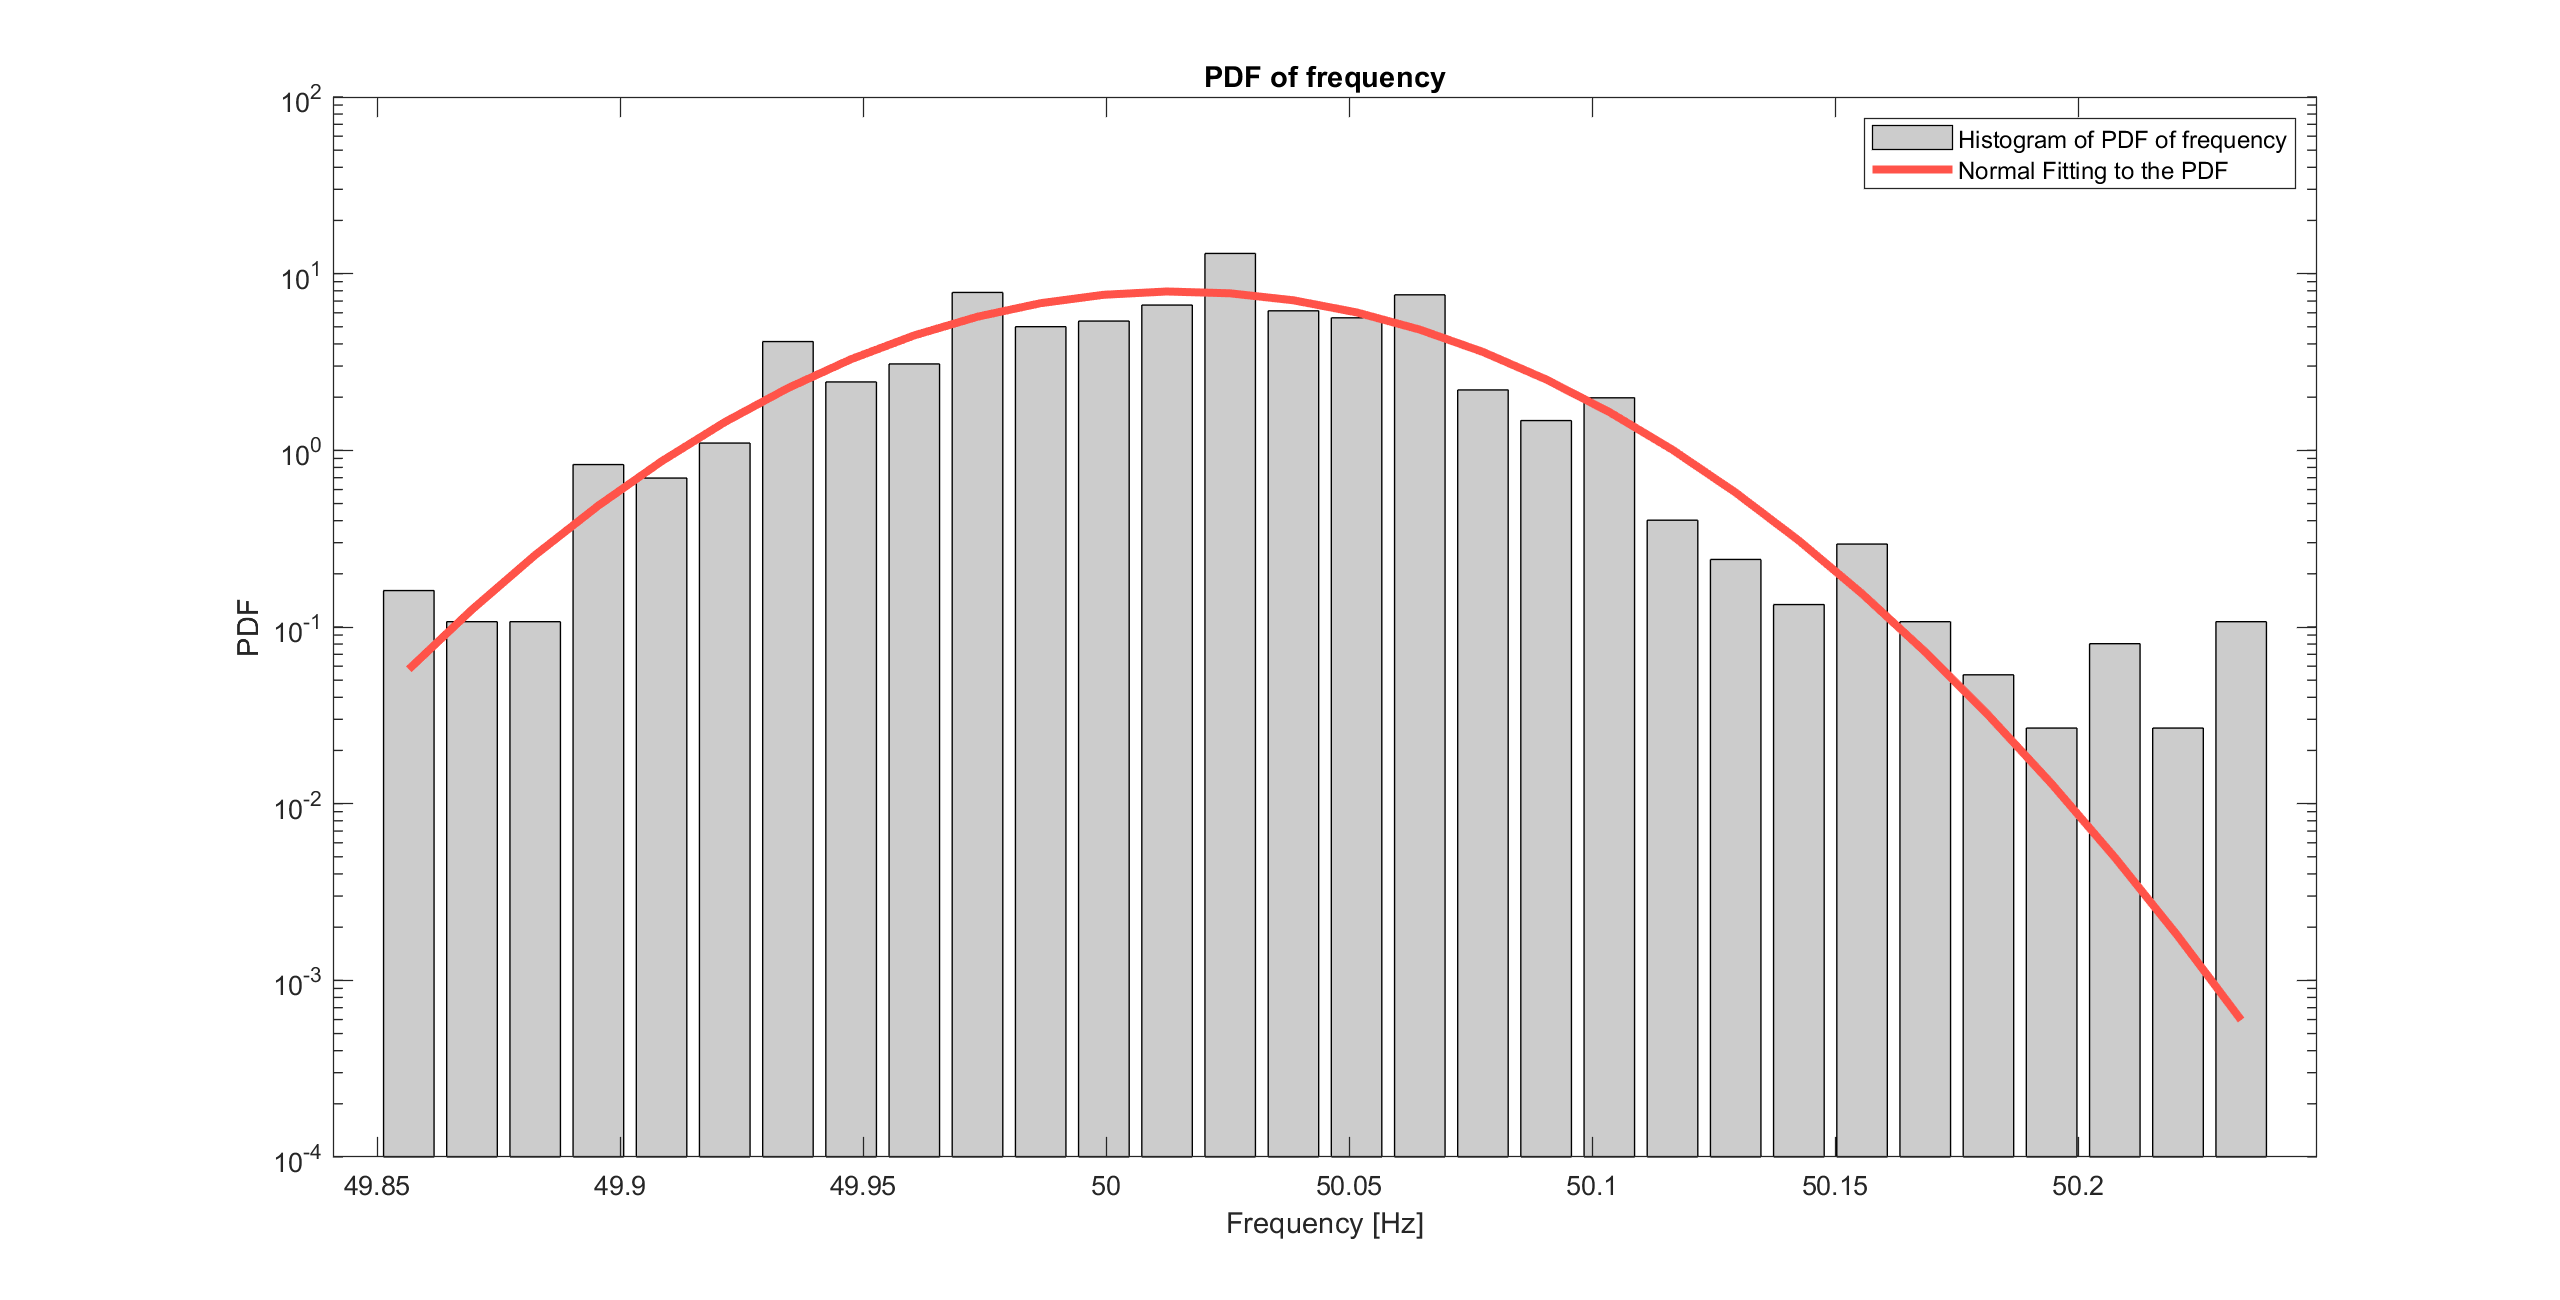 PDF of frequency
Histogram of PDF of frequency
Normal Fitting to the PDF
10^2
10^1
10^0
10^-1
10^-2
10^-3
10^-4
PDF
49.85 49.9 49.95 50 50.05 50.1 50.15 50.2
Frequency [Hz]